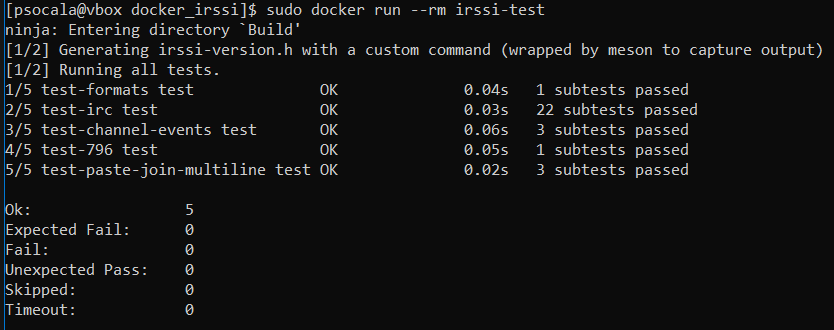 [psocala@vbox docker_irssi]$ sudo docker run --rm irssi-test
ninja: Entering directory `Build'
[1/2] Generating irssi-version.h with a custom command (wrapped by meson to capture output)
[1/2] Running all tests.
1/5 test-formats test              OK              0.04s   1 subtests passed
2/5 test-irc test                  OK              0.03s   22 subtests passed
3/5 test-channel-events test       OK              0.06s   3 subtests passed
4/5 test-796 test                  OK              0.05s   1 subtests passed
5/5 test-paste-join-multiline test OK              0.02s   3 subtests passed
Ok:                 5
Expected Fail:      0
Fail:               0
Unexpected Pass:    0
Skipped:            0
Timeout:            0